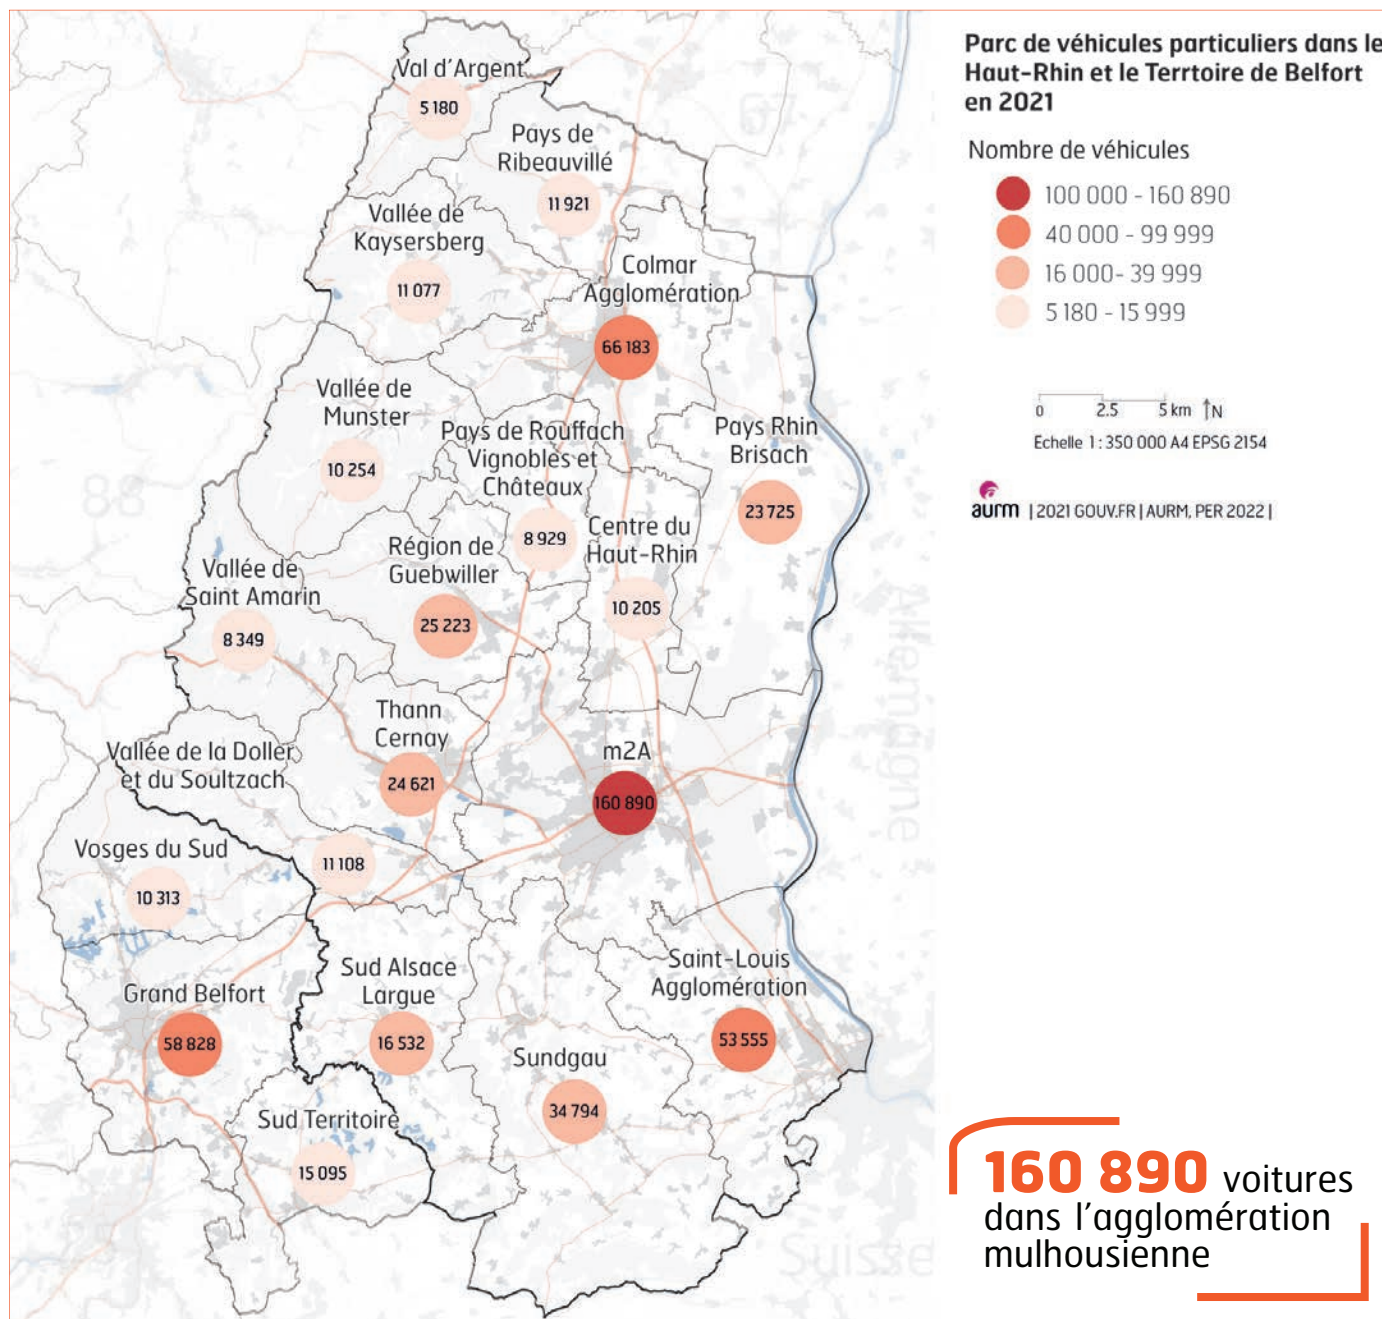 Parc de véhicules particuliers dans le
Haut-Rhin et le Terrtoire de Belfort
en 2021
Nombre de véhicules
100 000 - 160 890
40 000 - 99 999
16 000- 39 999
5 180 - 15 999
0 2.5 5 km N
Echelle 1 : 350 000 A4 EPSG 2154
aurm | 2021 GOUV.FR | AURM, PER 2022 |
67
88
Allemagne
Suisse
Val d'Argent
5 180
Pays de
Ribeauvillé
11 921
Vallée de
Kaysersberg
11 077
Colmar
Agglomération
66 183
Vallée de
Munster
10 254
Pays de Rouffach
Vignobles et
Châteaux
8 929
Pays Rhin
Brisach
23 725
Centre du
Haut-Rhin
10 205
Région de
Guebwiller
25 223
Vallée de
Saint Amarin
8 349
Thann
Cernay
24 621
m2A
160 890
Vallée de la Doller
et du Soultzach
11 108
Vosges du Sud
10 313
Grand Belfort
58 828
Sud Alsace
Largue
16 532
Saint-Louis
Agglomération
53 555
Sundgau
34 794
Sud Territoire
15 095
160 890 voitures
dans l'agglomération
mulhousienne